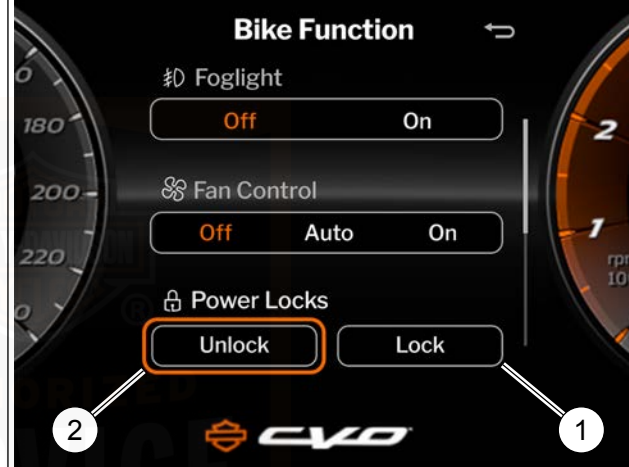 Bike Function
Foglight
Off On
180
2
200
Fan Control
Off Auto On
1
220
rpm
Power Locks
Unlock Lock
2
1
CVO